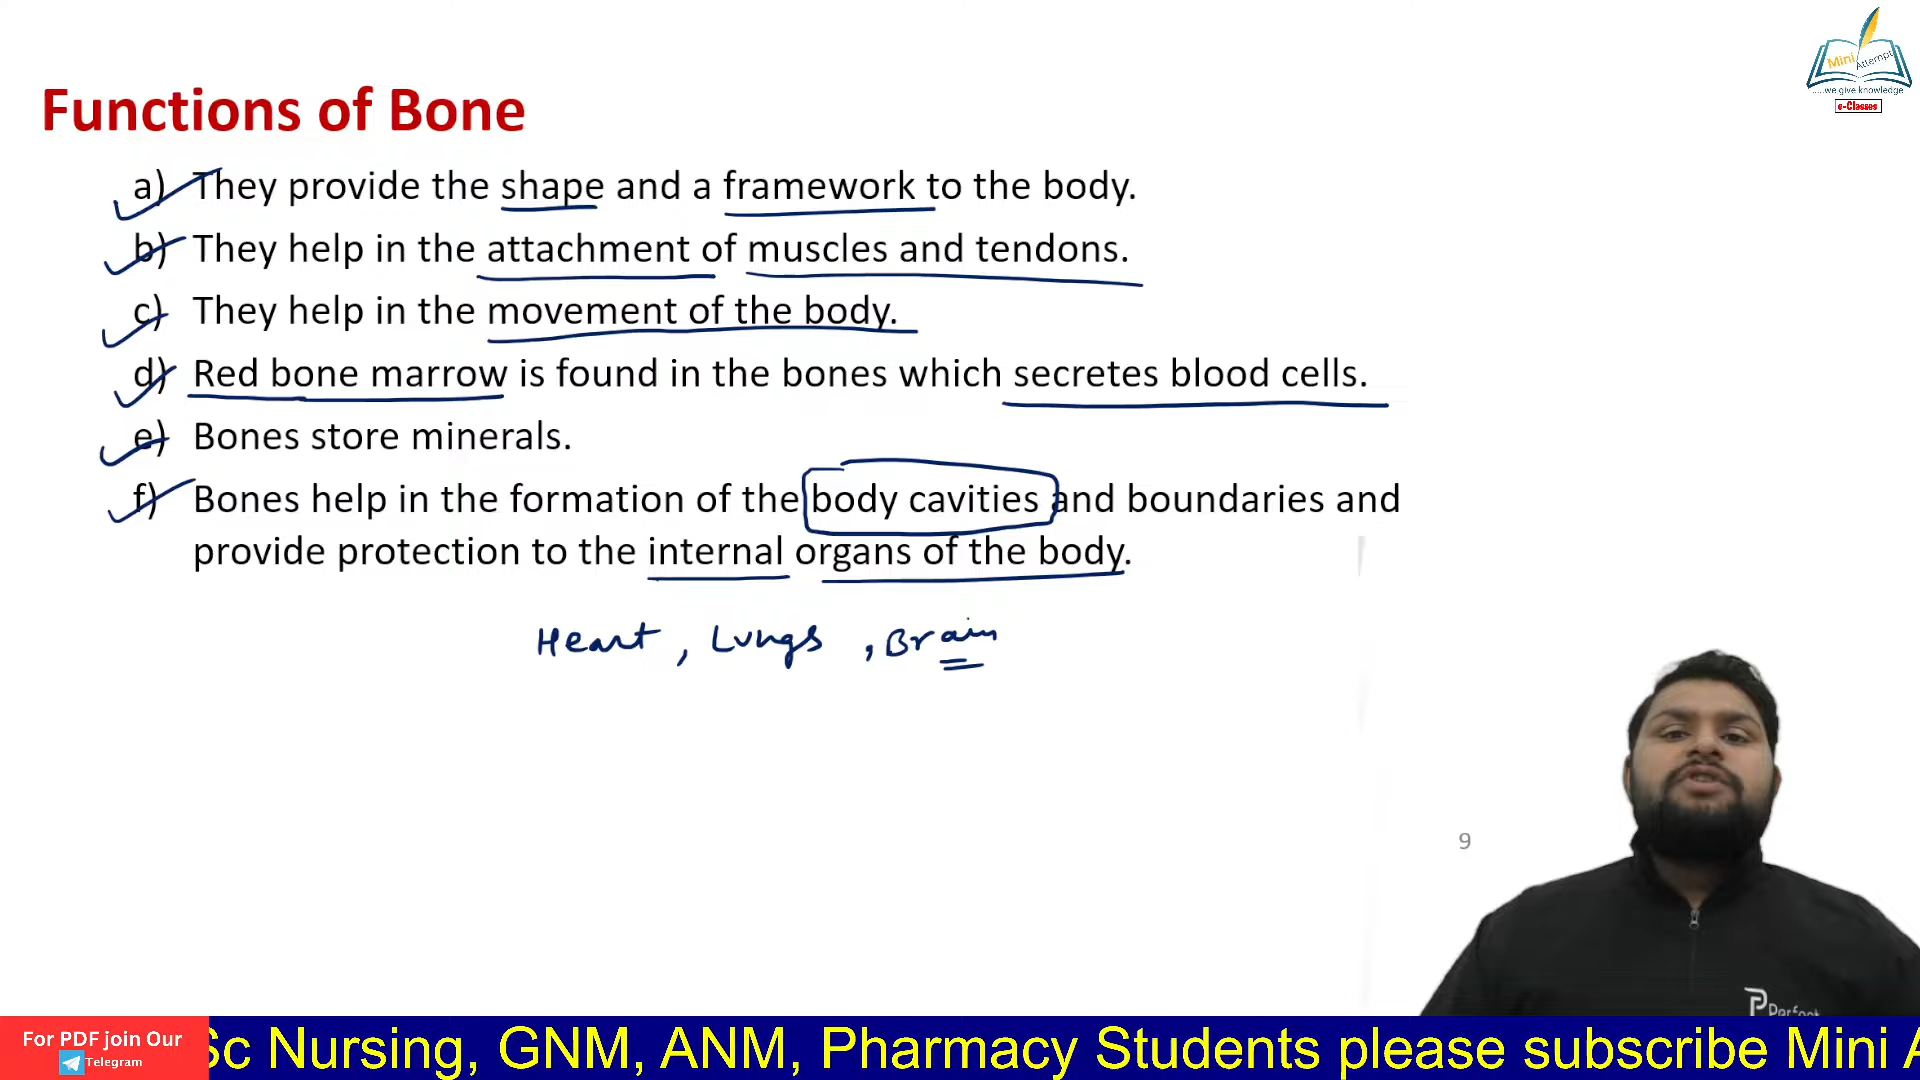 Mini
Attempt
.....we give knowledge
e-Classes
Functions of Bone
a) They provide the shape and a framework to the body.
b) They help in the attachment of muscles and tendons.
c) They help in the movement of the body.
d) Red bone marrow is found in the bones which secretes blood cells.
e) Bones store minerals.
f) Bones help in the formation of the body cavities and boundaries and
provide protection to the internal organs of the body.
Heart, Lungs, Brain
9
Perfect
For PDF join Our
Telegram
Sc Nursing, GNM, ANM, Pharmacy Students please subscribe Mini A